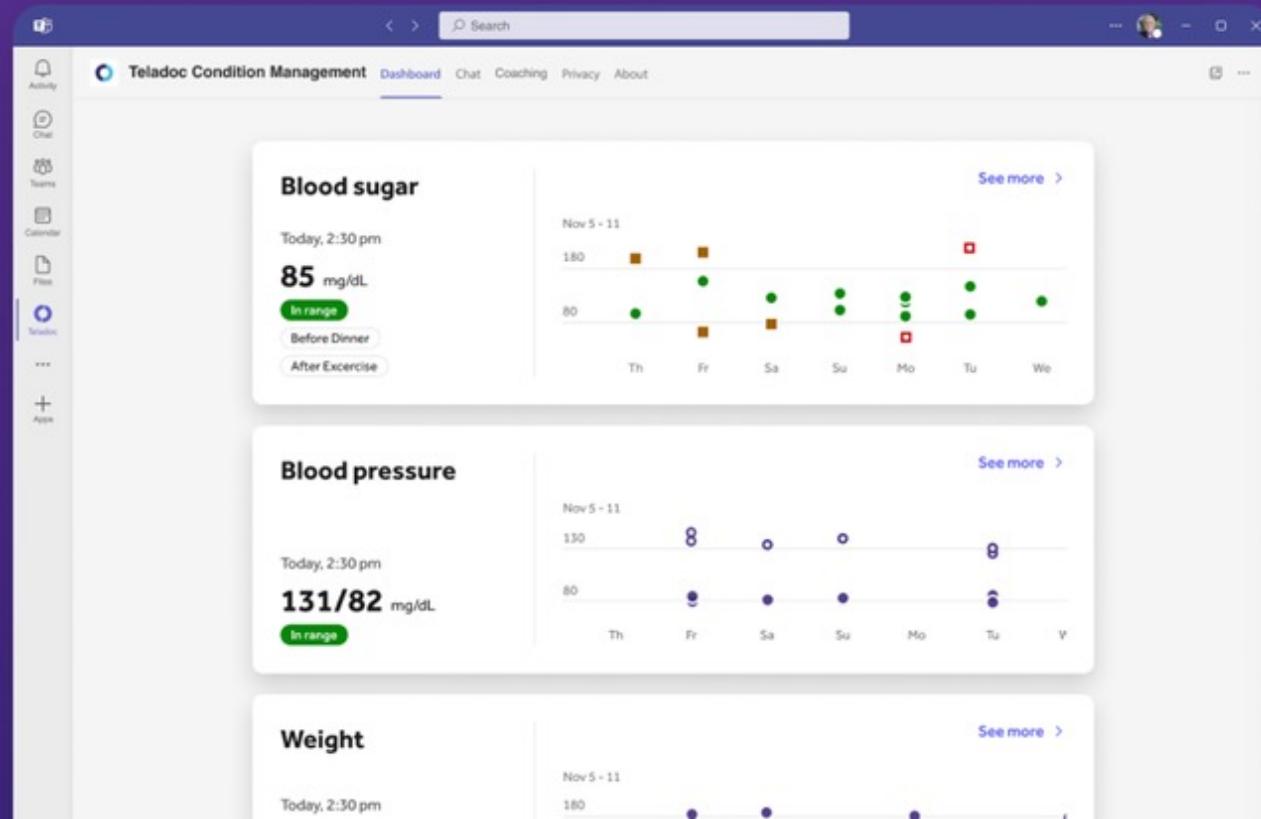 Search
Activity
Chat
Teams
Calendar
Files
Teladoc
Apps
Teladoc Condition Management Dashboard Chat Coaching Privacy About
Blood sugar
Today, 2:30 pm
85 mg/dL
In range
Before Dinner
After Excercise
See more
Nov 5 - 11
180
80
Th Fr Sa Su Mo Tu We
Blood pressure
Today, 2:30 pm
131/82 mg/dL
In range
See more
Nov 5 - 11
130
80
Th Fr Sa Su Mo Tu
Weight
Today, 2:30 pm
See more
Nov 5 - 11
180